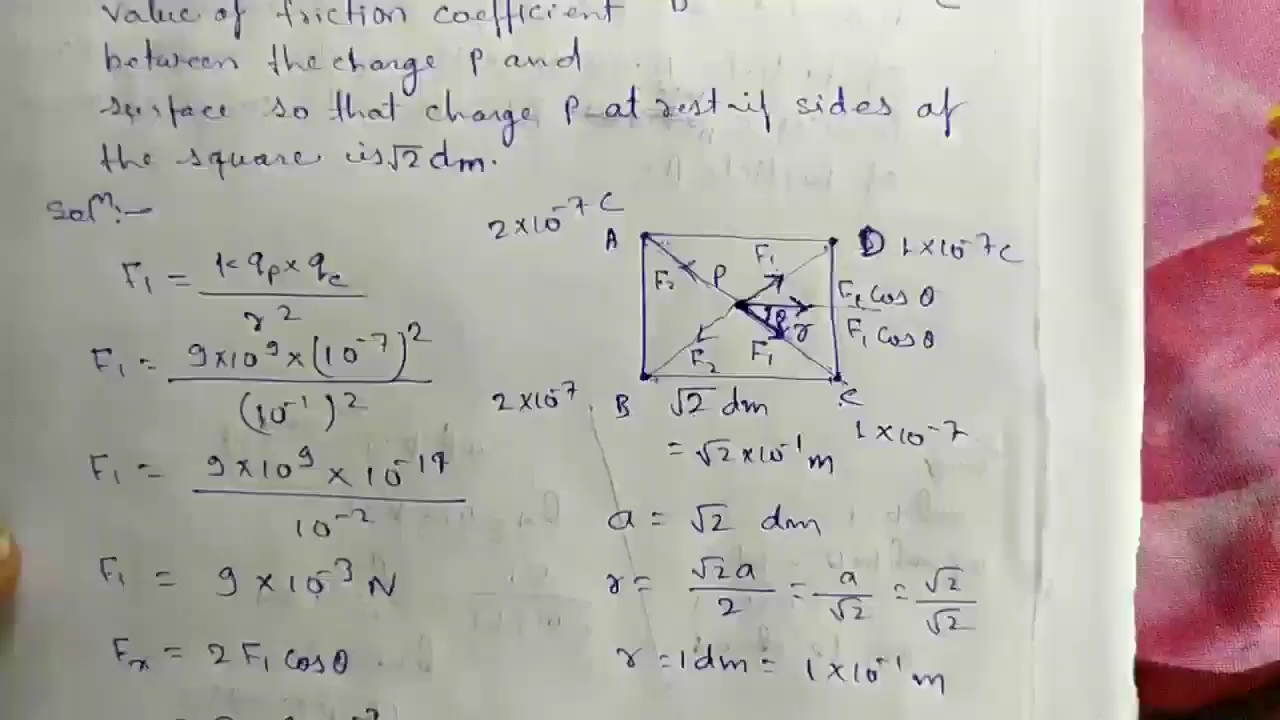 value of friction coefficient B C
between the charge P and
surface so that charge P at rest if sides of
the square is √2 dm.
Solⁿ:-
2×10⁻⁷ C
A D 1×10⁻⁷ C
F₁ = K qₚ × q꜀ / r²
F₂ P F₁ F₁ cos θ
θ r F₁ cos θ
F₂ F₁
F₁ = 9×10⁹×(10⁻⁷)² / (10⁻¹)²
2×10⁻⁷ B √2 dm C
1×10⁻⁷
= √2×10⁻¹ m
F₁ = 9×10⁹ × 10⁻¹⁴ / 10⁻²
a = √2 dm
F₁ = 9×10⁻³ N
r = √2a / 2 = a / √2 = √2 / √2
Fₓ = 2 F₁ cos θ
r = 1 dm = 1×10⁻¹ m